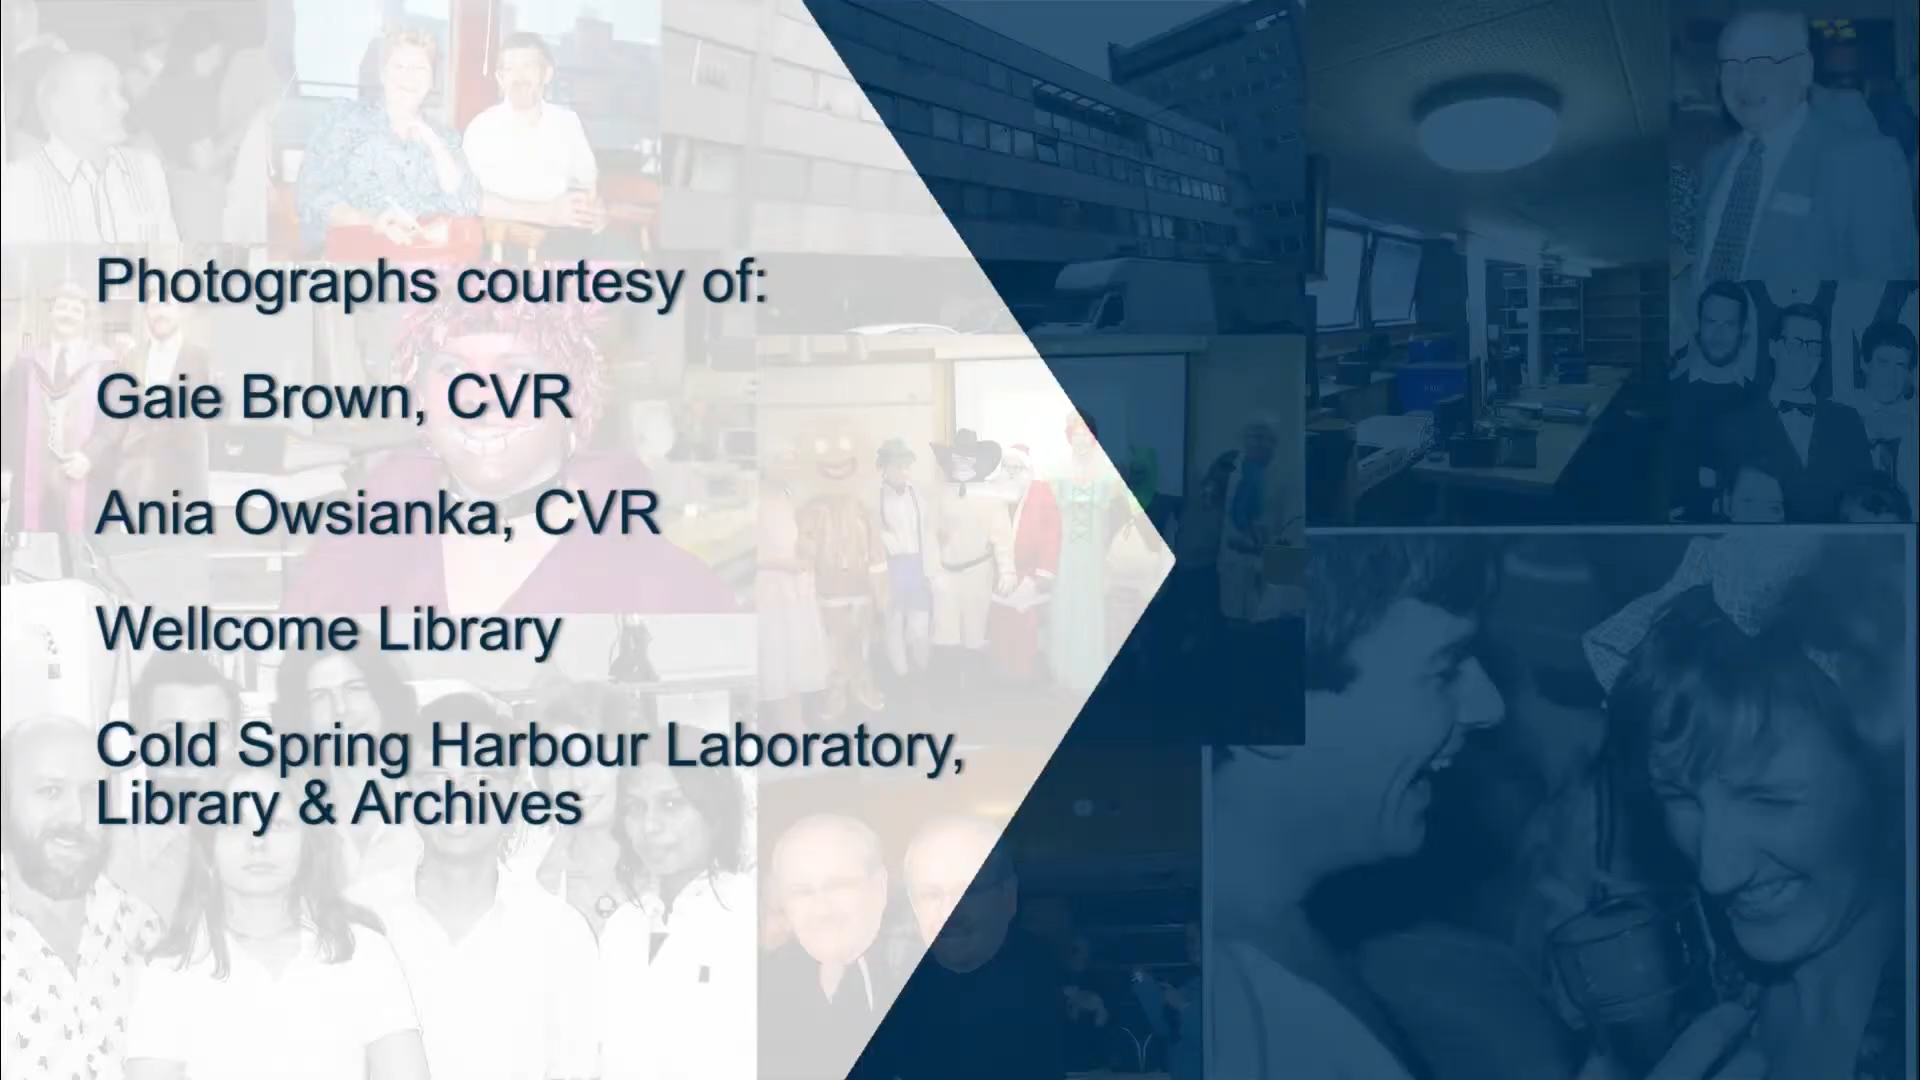 Photographs courtesy of:
Gaie Brown, CVR
Ania Owsianka, CVR
Wellcome Library
Cold Spring Harbour Laboratory,
Library & Archives